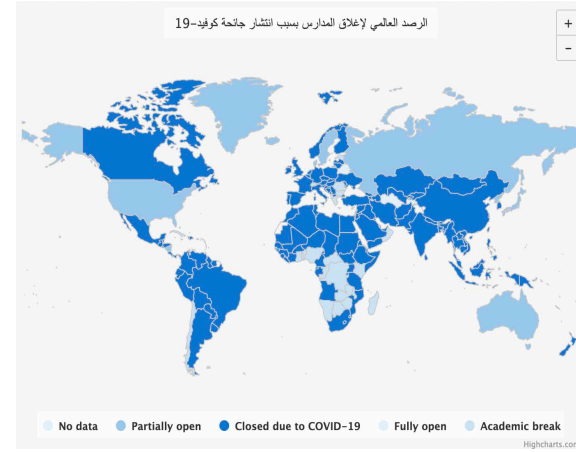 الرصد العالمي لإغلاق المدارس بسبب انتشار جائحة كوفيد-19
+
−
No data Partially open Closed due to COVID-19 Fully open Academic break
Highcharts.com